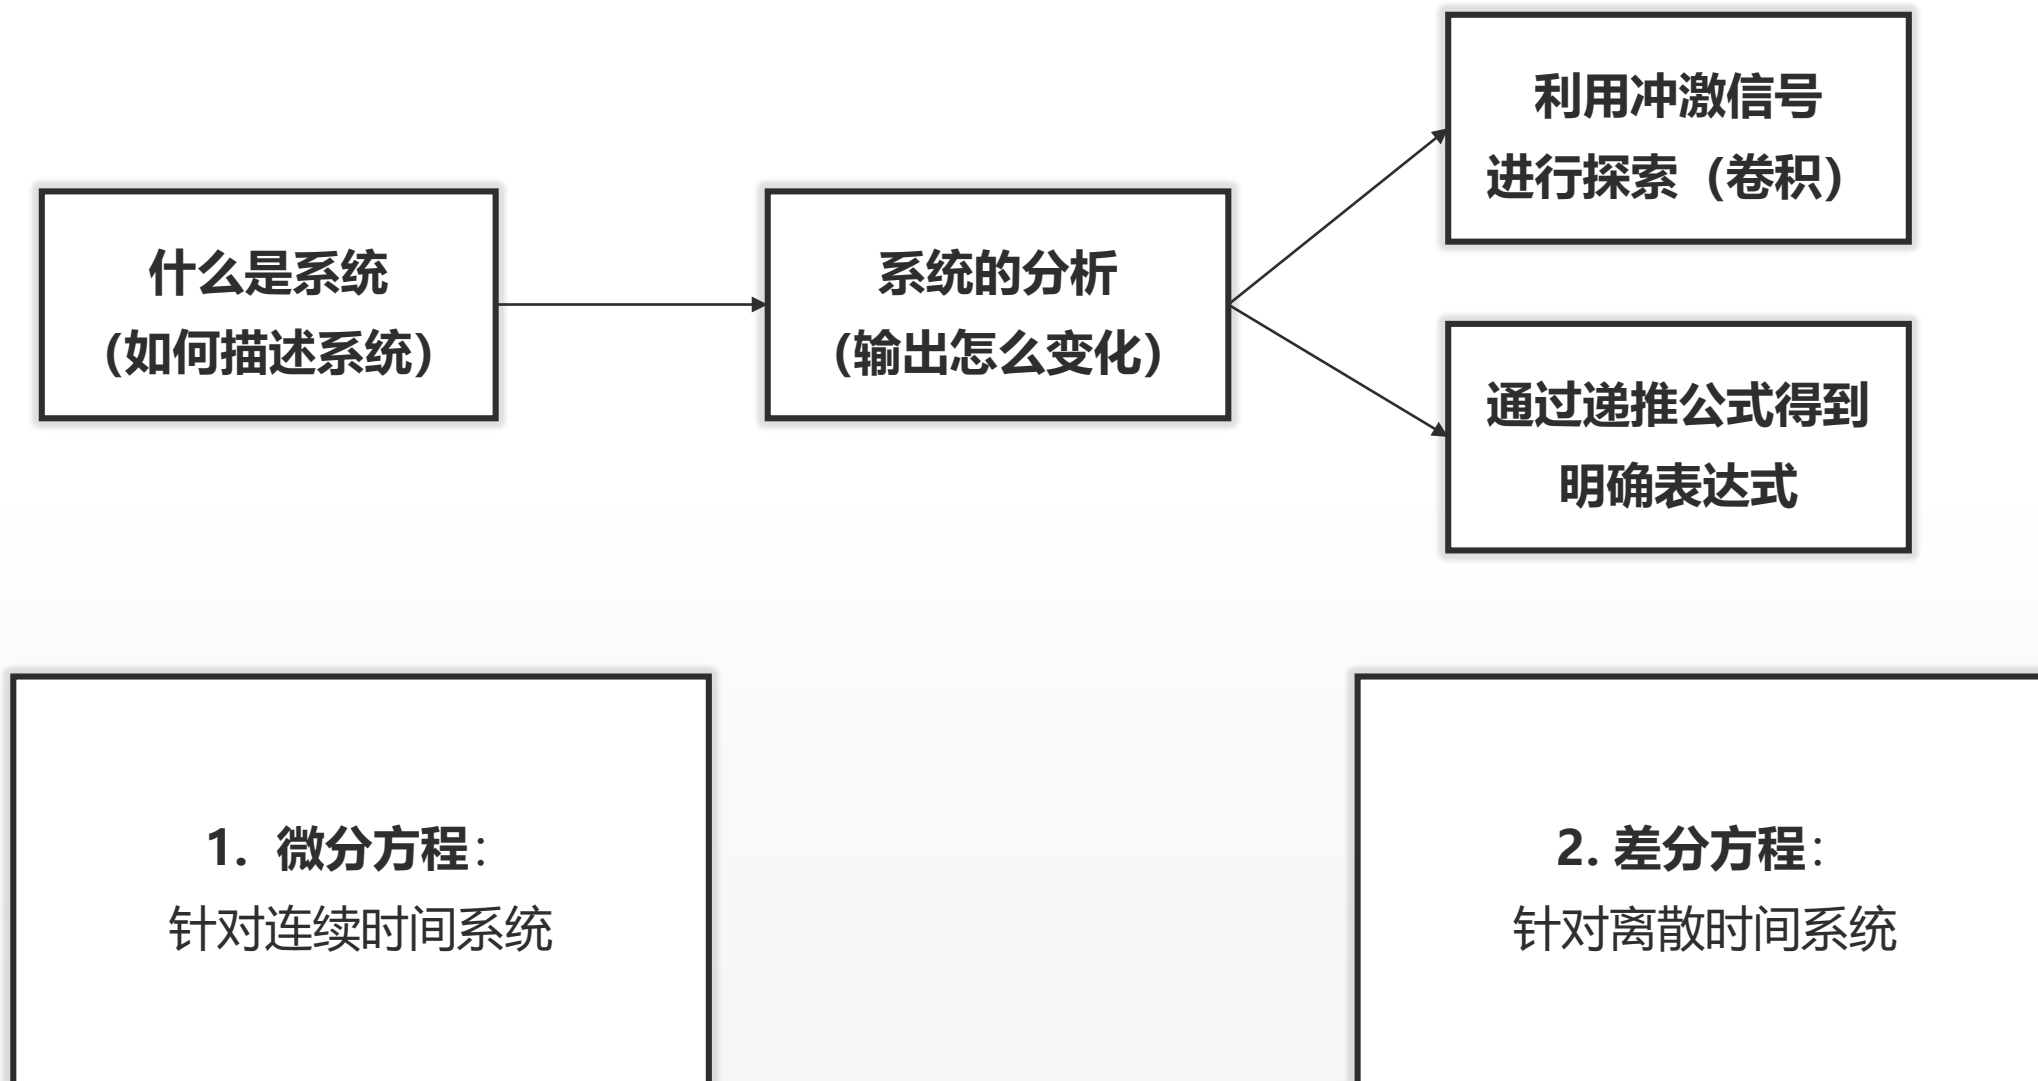 什么是系统
（如何描述系统）
系统的分析
（输出怎么变化）
利用冲激信号
进行探索（卷积）
通过递推公式得到
明确表达式
1. 微分方程：
针对连续时间系统
2. 差分方程：
针对离散时间系统